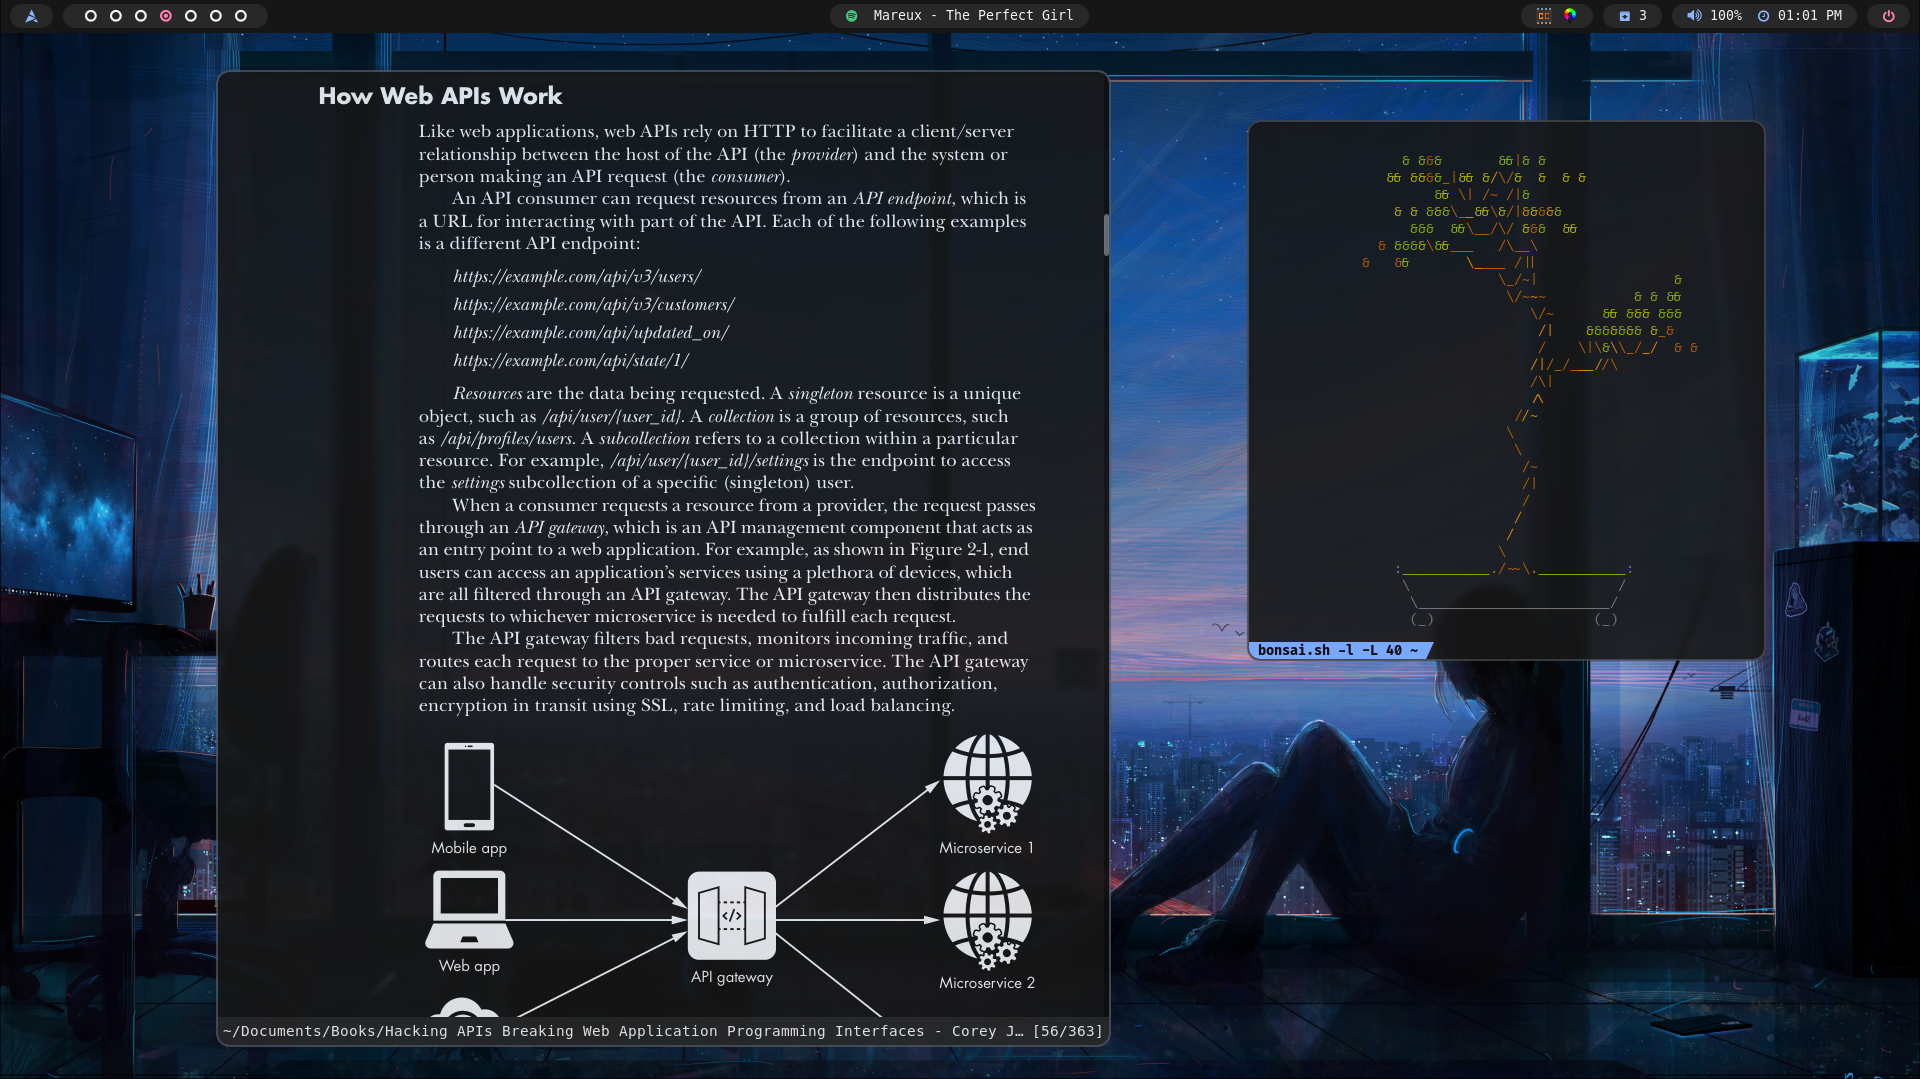 Mareux - The Perfect Girl
3
100%
01:01 PM
How Web APIs Work
Like web applications, web APIs rely on HTTP to facilitate a client/server
relationship between the host of the API (the provider) and the system or
person making an API request (the consumer).
An API consumer can request resources from an API endpoint, which is
a URL for interacting with part of the API. Each of the following examples
is a different API endpoint:
https://example.com/api/v3/users/
https://example.com/api/v3/customers/
https://example.com/api/updated_on/
https://example.com/api/state/1/
Resources are the data being requested. A singleton resource is a unique
object, such as /api/user/{user_id}. A collection is a group of resources, such
as /api/profiles/users. A subcollection refers to a collection within a particular
resource. For example, /api/user/{user_id}/settings is the endpoint to access
the settings subcollection of a specific (singleton) user.
When a consumer requests a resource from a provider, the request passes
through an API gateway, which is an API management component that acts as
an entry point to a web application. For example, as shown in Figure 2-1, end
users can access an application's services using a plethora of devices, which
are all filtered through an API gateway. The API gateway then distributes the
requests to whichever microservice is needed to fulfill each request.
The API gateway filters bad requests, monitors incoming traffic, and
routes each request to the proper service or microservice. The API gateway
can also handle security controls such as authentication, authorization,
encryption in transit using SSL, rate limiting, and load balancing.
Mobile app
Microservice 1
</>
Web app
API gateway
Microservice 2
~/Documents/Books/Hacking APIs Breaking Web Application Programming Interfaces - Corey J… [56/363]
bonsai.sh -l -L 40 ~